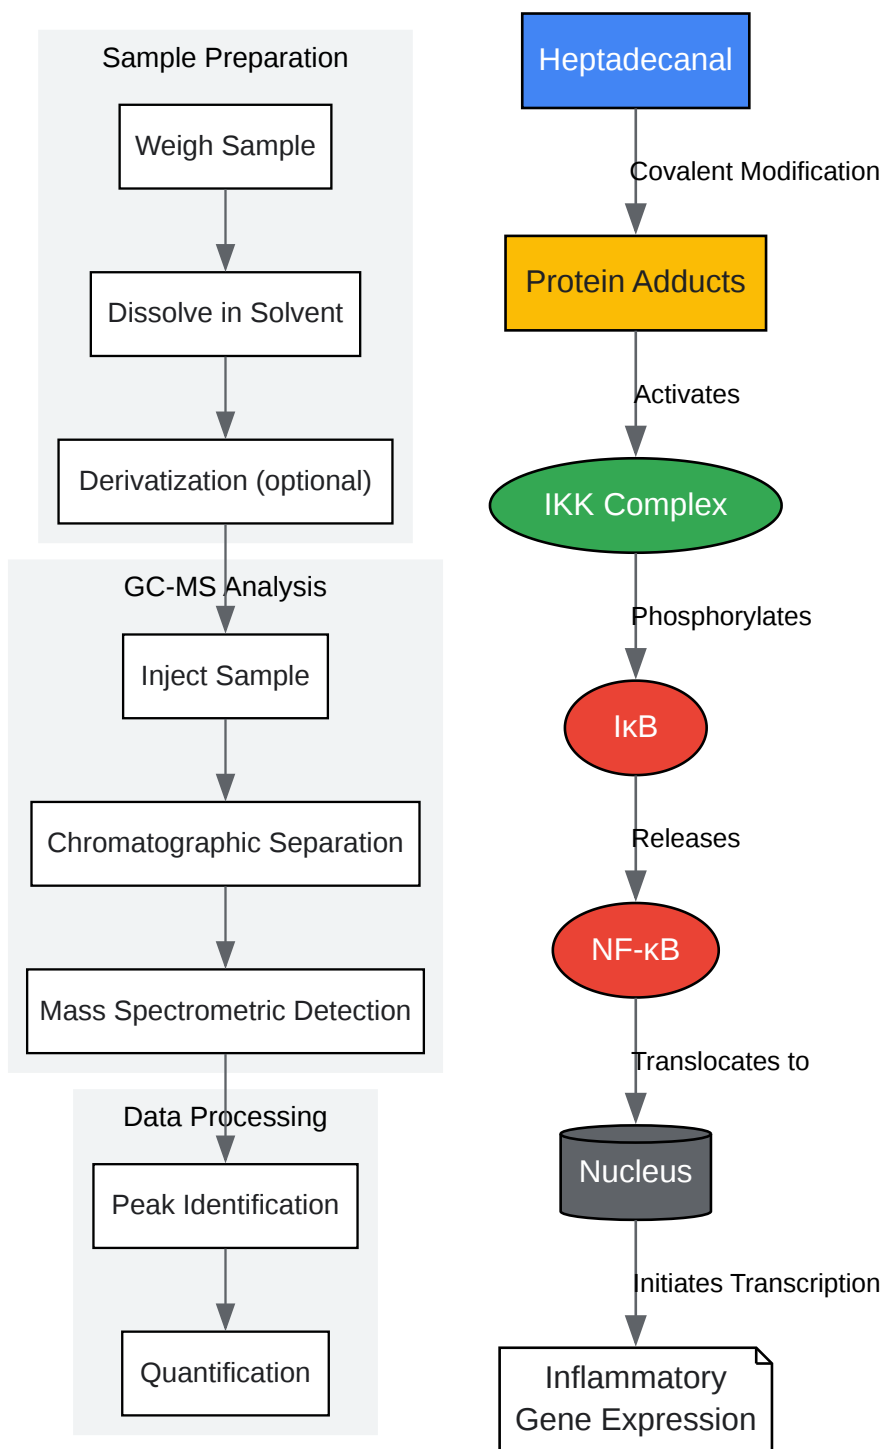 Sample Preparation
Weigh Sample
Dissolve in Solvent
Derivatization (optional)
GC-MS Analysis
Inject Sample
Chromatographic Separation
Mass Spectrometric Detection
Data Processing
Peak Identification
Quantification
Heptadecanal
Covalent Modification
Protein Adducts
Activates
IKK Complex
Phosphorylates
IκB
Releases
NF-κB
Translocates to
Nucleus
Initiates Transcription
Inflammatory
Gene Expression